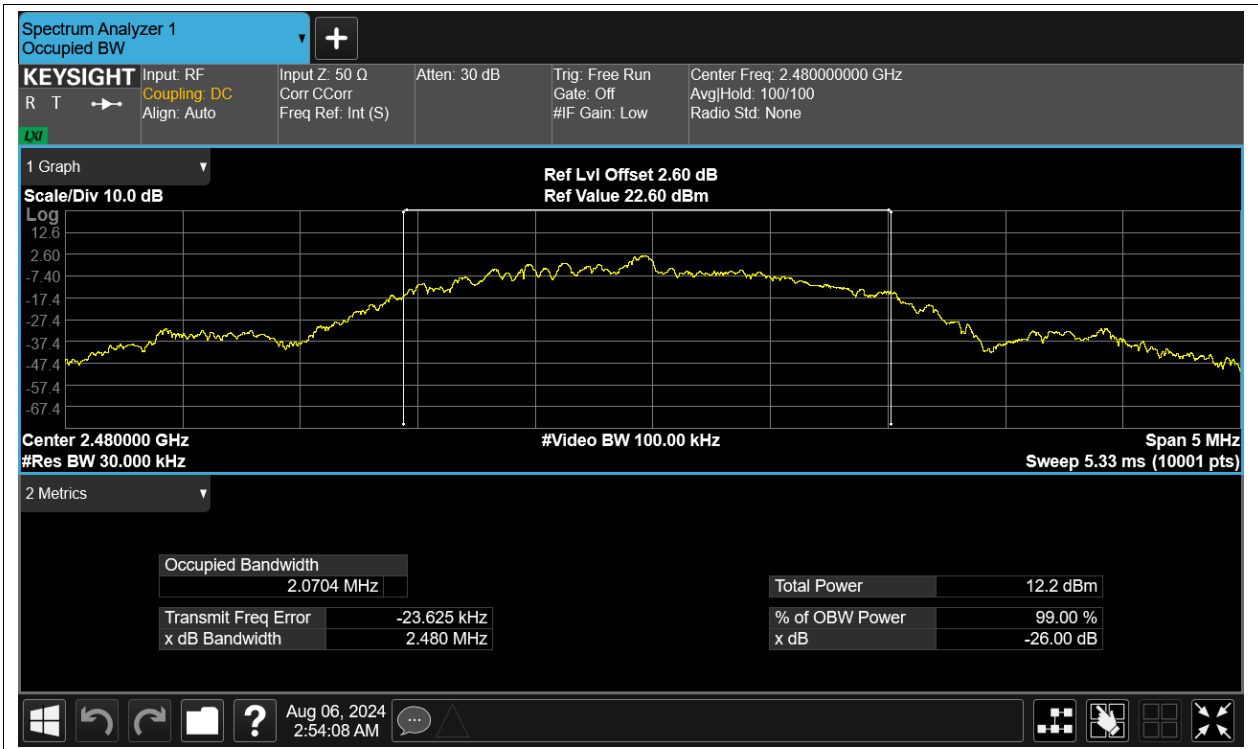 Spectrum Analyzer 1
Occupied BW
KEYSIGHT
R T
LXI
Input: RF
Coupling: DC
Align: Auto
Input Z: 50 Ω
Corr CCorr
Freq Ref: Int (S)
Atten: 30 dB
Trig: Free Run
Gate: Off
#IF Gain: Low
Center Freq: 2.480000000 GHz
Avg|Hold: 100/100
Radio Std: None
1 Graph
Scale/Div 10.0 dB
Ref Lvl Offset 2.60 dB
Ref Value 22.60 dBm
Log
12.6
2.60
-7.40
-17.4
-27.4
-37.4
-47.4
-57.4
-67.4
Center 2.480000 GHz
#Res BW 30.000 kHz
#Video BW 100.00 kHz
Span 5 MHz
Sweep 5.33 ms (10001 pts)
2 Metrics
Occupied Bandwidth
2.0704 MHz
Transmit Freq Error -23.625 kHz
x dB Bandwidth 2.480 MHz
Total Power 12.2 dBm
% of OBW Power 99.00 %
x dB -26.00 dB
?
Aug 06, 2024
2:54:08 AM